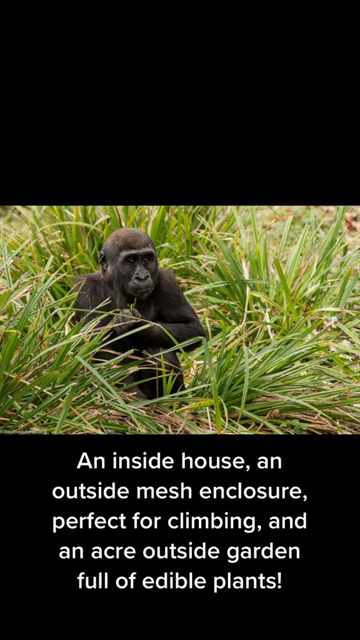 An inside house, an
outside mesh enclosure,
perfect for climbing, and
an acre outside garden
full of edible plants!